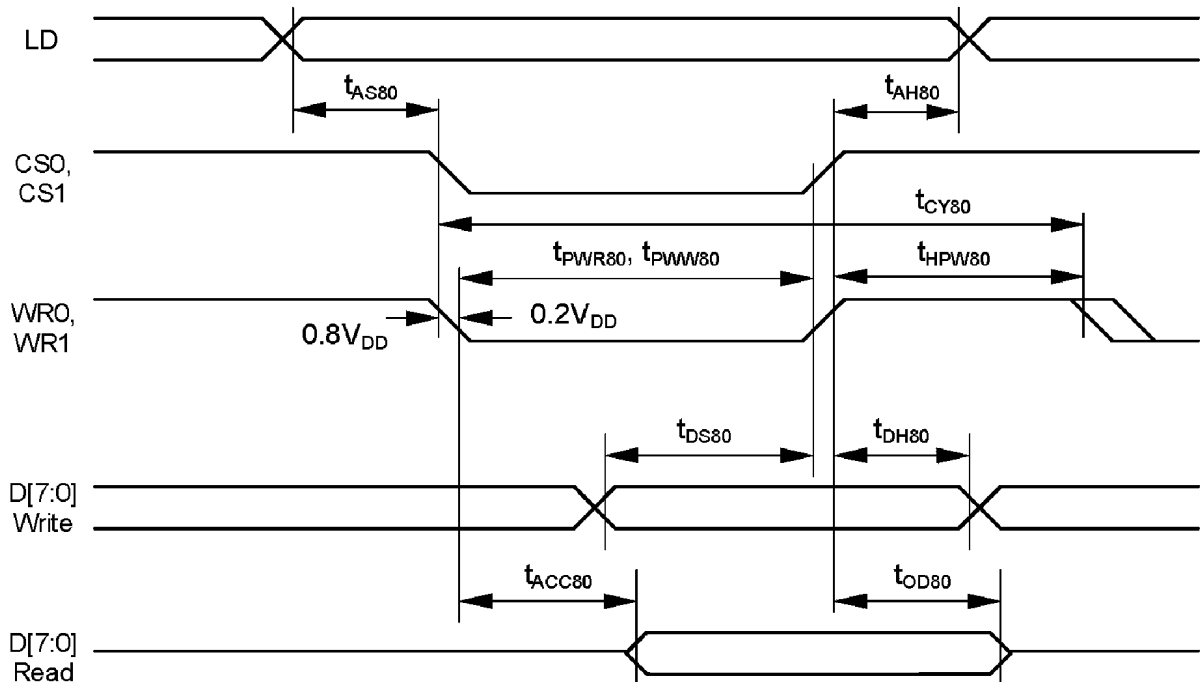 LD
tAS80
tAH80
CS0,
CS1
tCY80
tPWR80, tPWW80
tHPW80
WR0,
WR1
0.8VDD
0.2VDD
tDS80
tDH80
D[7:0]
Write
tACC80
tOD80
D[7:0]
Read